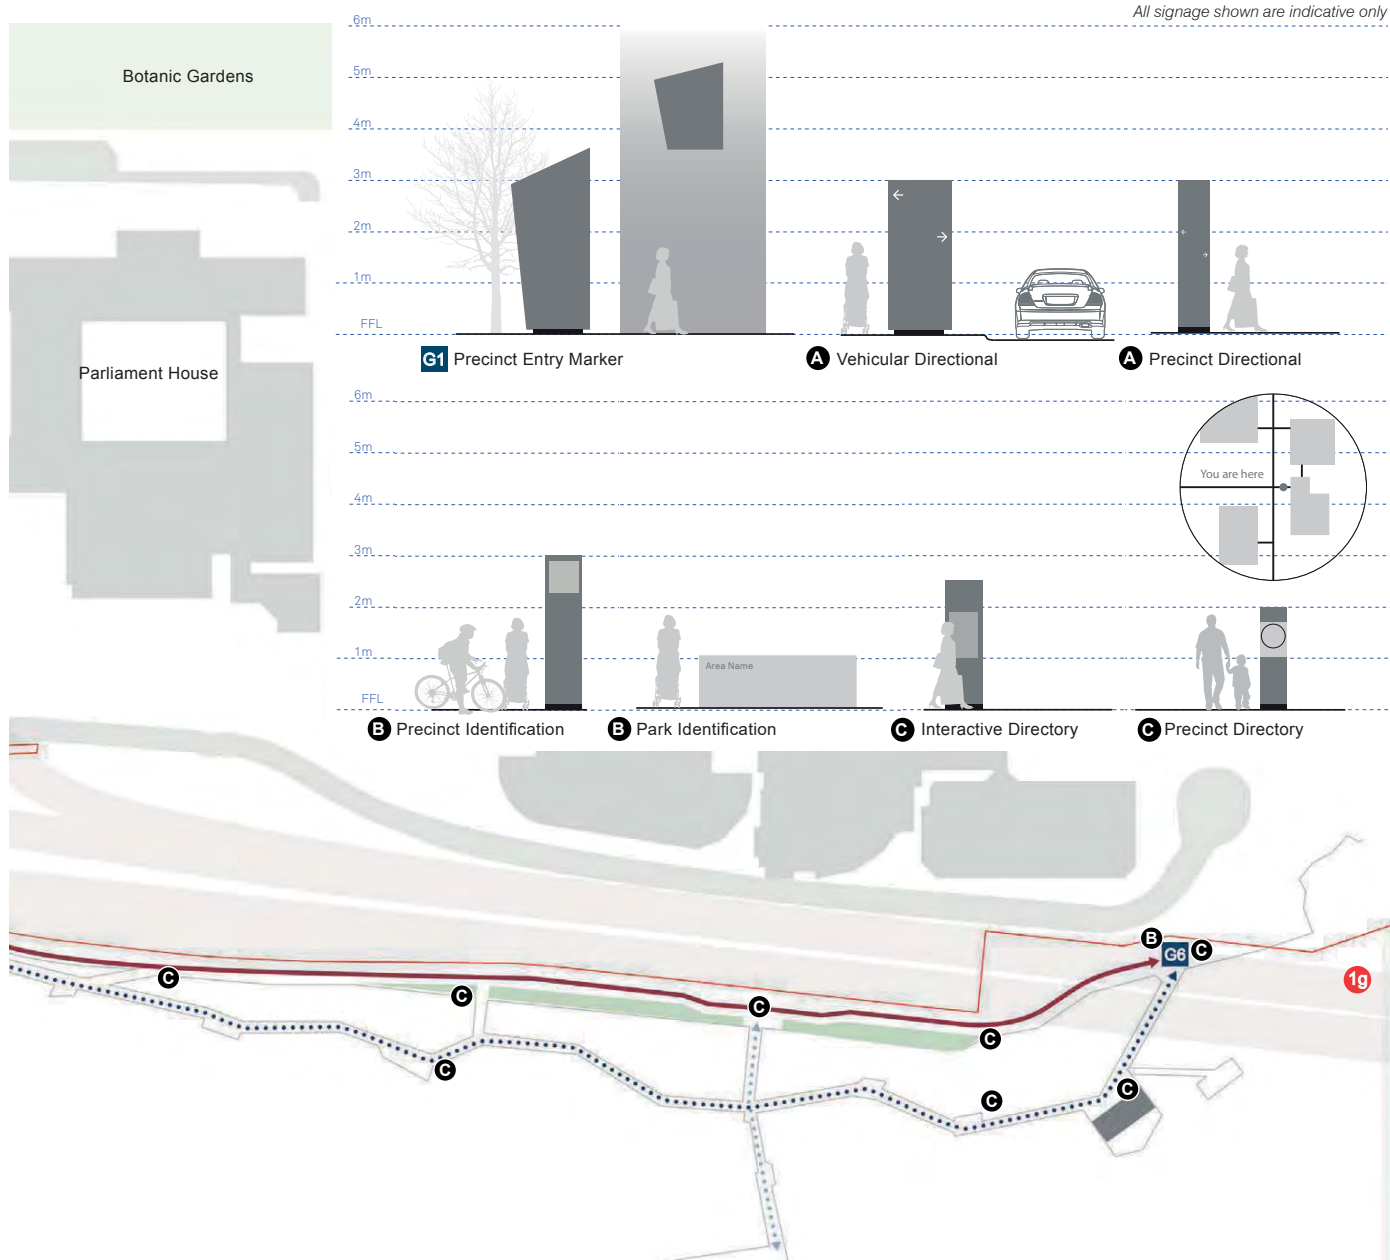 All signage shown are indicative only
Botanic Gardens
Parliament House
6m
5m
4m
3m
2m
1m
FFL
G1 Precinct Entry Marker
A Vehicular Directional
A Precinct Directional
6m
5m
4m
3m
2m
1m
FFL
You are here
Area Name
B Precinct Identification
B Park Identification
C Interactive Directory
C Precinct Directory
B
G6
C
1g
C
C
C
C
C
C
C